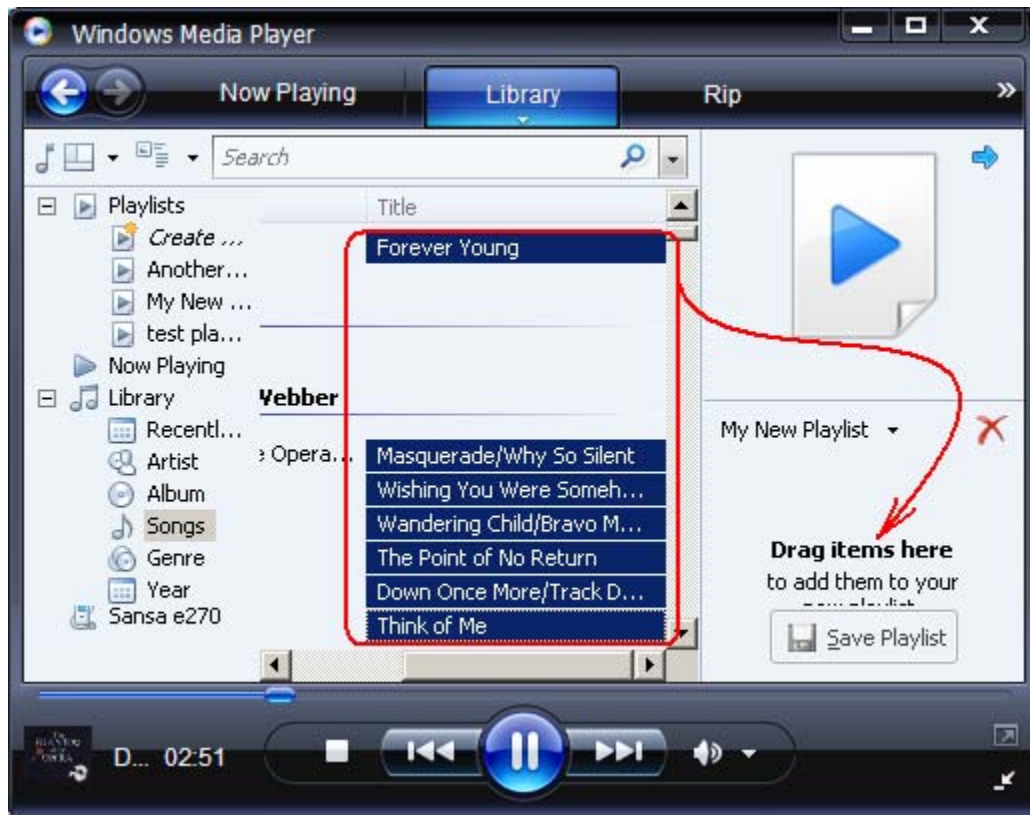 Windows Media Player
Now Playing
Library
Rip
»
Search
Playlists
Create ...
Another...
My New ...
test pla...
Now Playing
Library
Recentl...
Artist
Album
Songs
Genre
Year
Sansa e270
Title
Forever Young
Webber
e Opera...
Masquerade/Why So Silent
Wishing You Were Someh...
Wandering Child/Bravo M...
The Point of No Return
Down Once More/Track D...
Think of Me
My New Playlist
Drag items here
to add them to your
new playlist
Save Playlist
D... 02:51